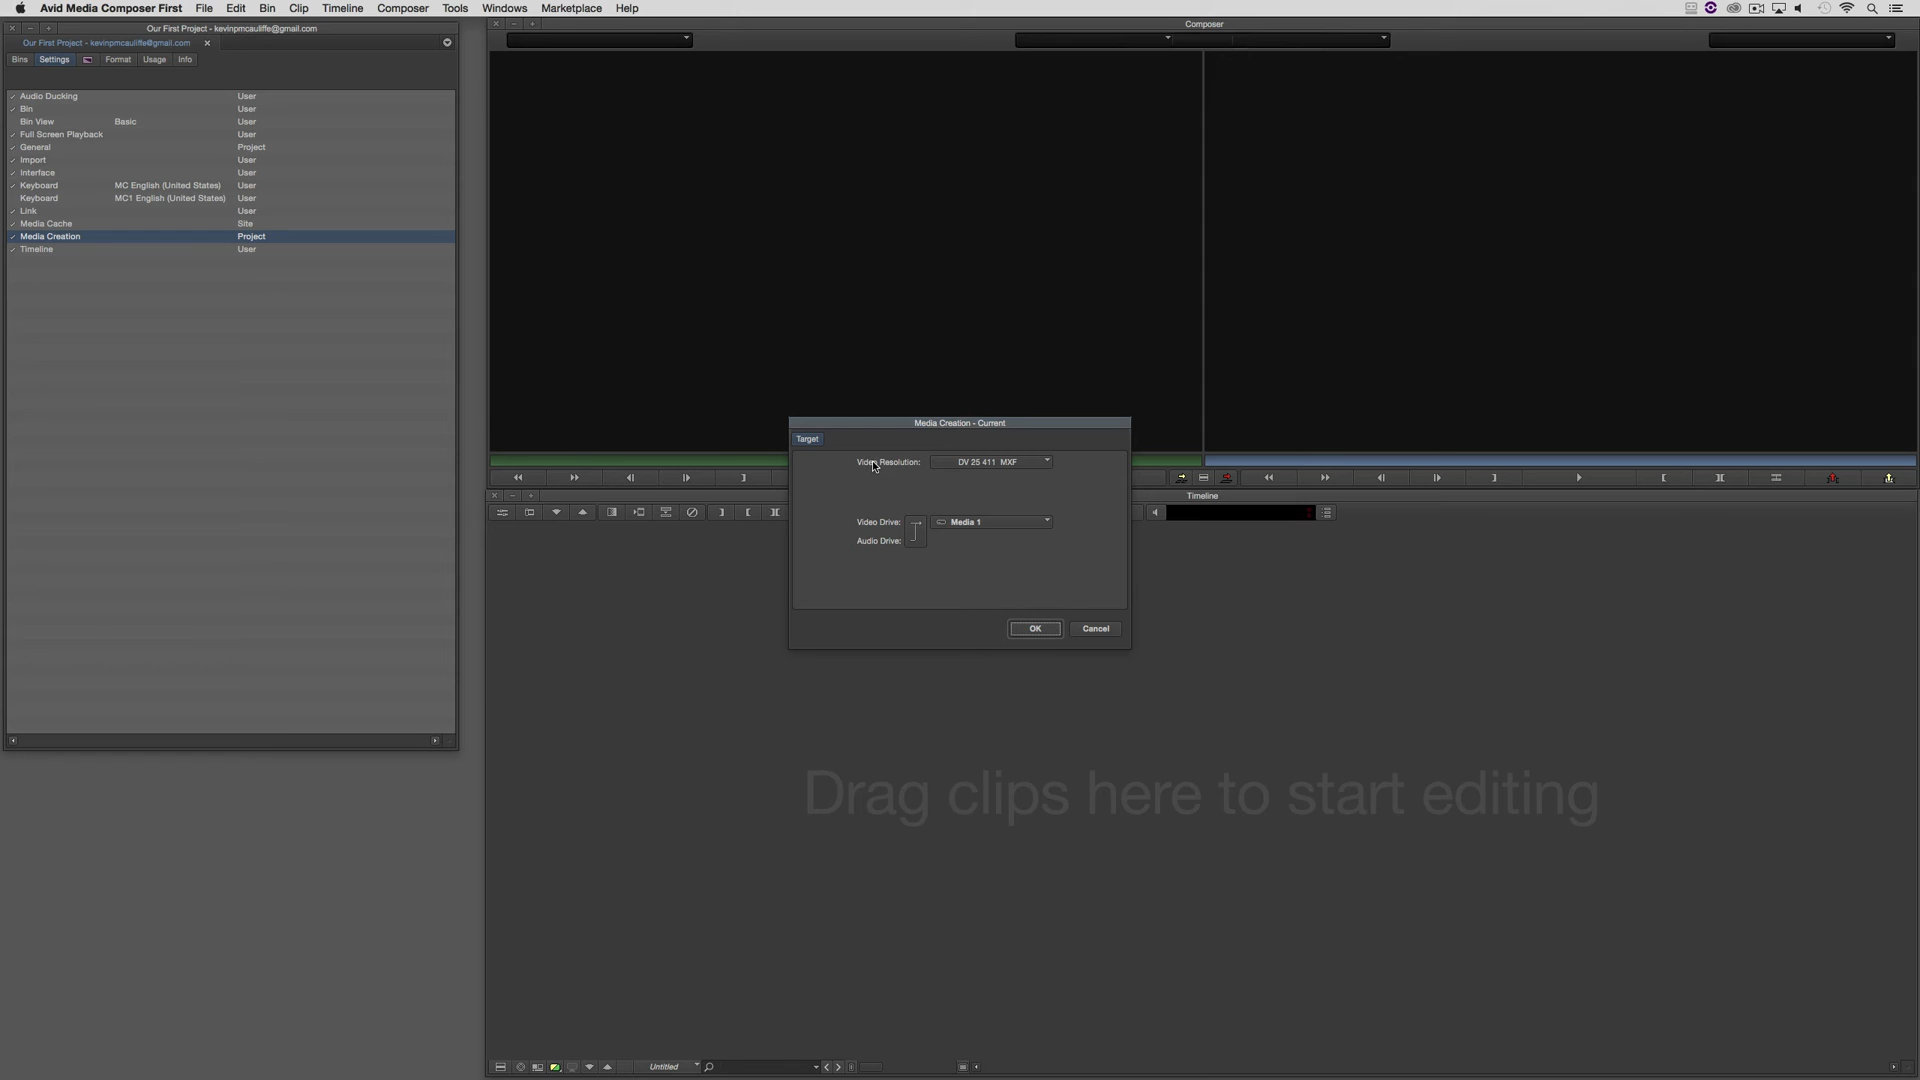 Avid Media Composer First File Edit Bin Clip Timeline Composer Tools Windows Marketplace Help
Our First Project - kevinpmcauliffe@gmail.com
Our First Project - kevinpmcauliffe@gmail.com
Bins Settings Format Usage Info
Audio Ducking User
Bin User
Bin View Basic User
Full Screen Playback User
General Project
Import User
Interface User
Keyboard MC English (United States) User
Keyboard MC1 English (United States) User
Link User
Media Cache Site
Media Creation Project
Timeline User
Composer
Media Creation - Current
Target
Video Resolution: DV 25 411 MXF
Video Drive: Media 1
Audio Drive:
OK Cancel
Timeline
Drag clips here to start editing
Untitled